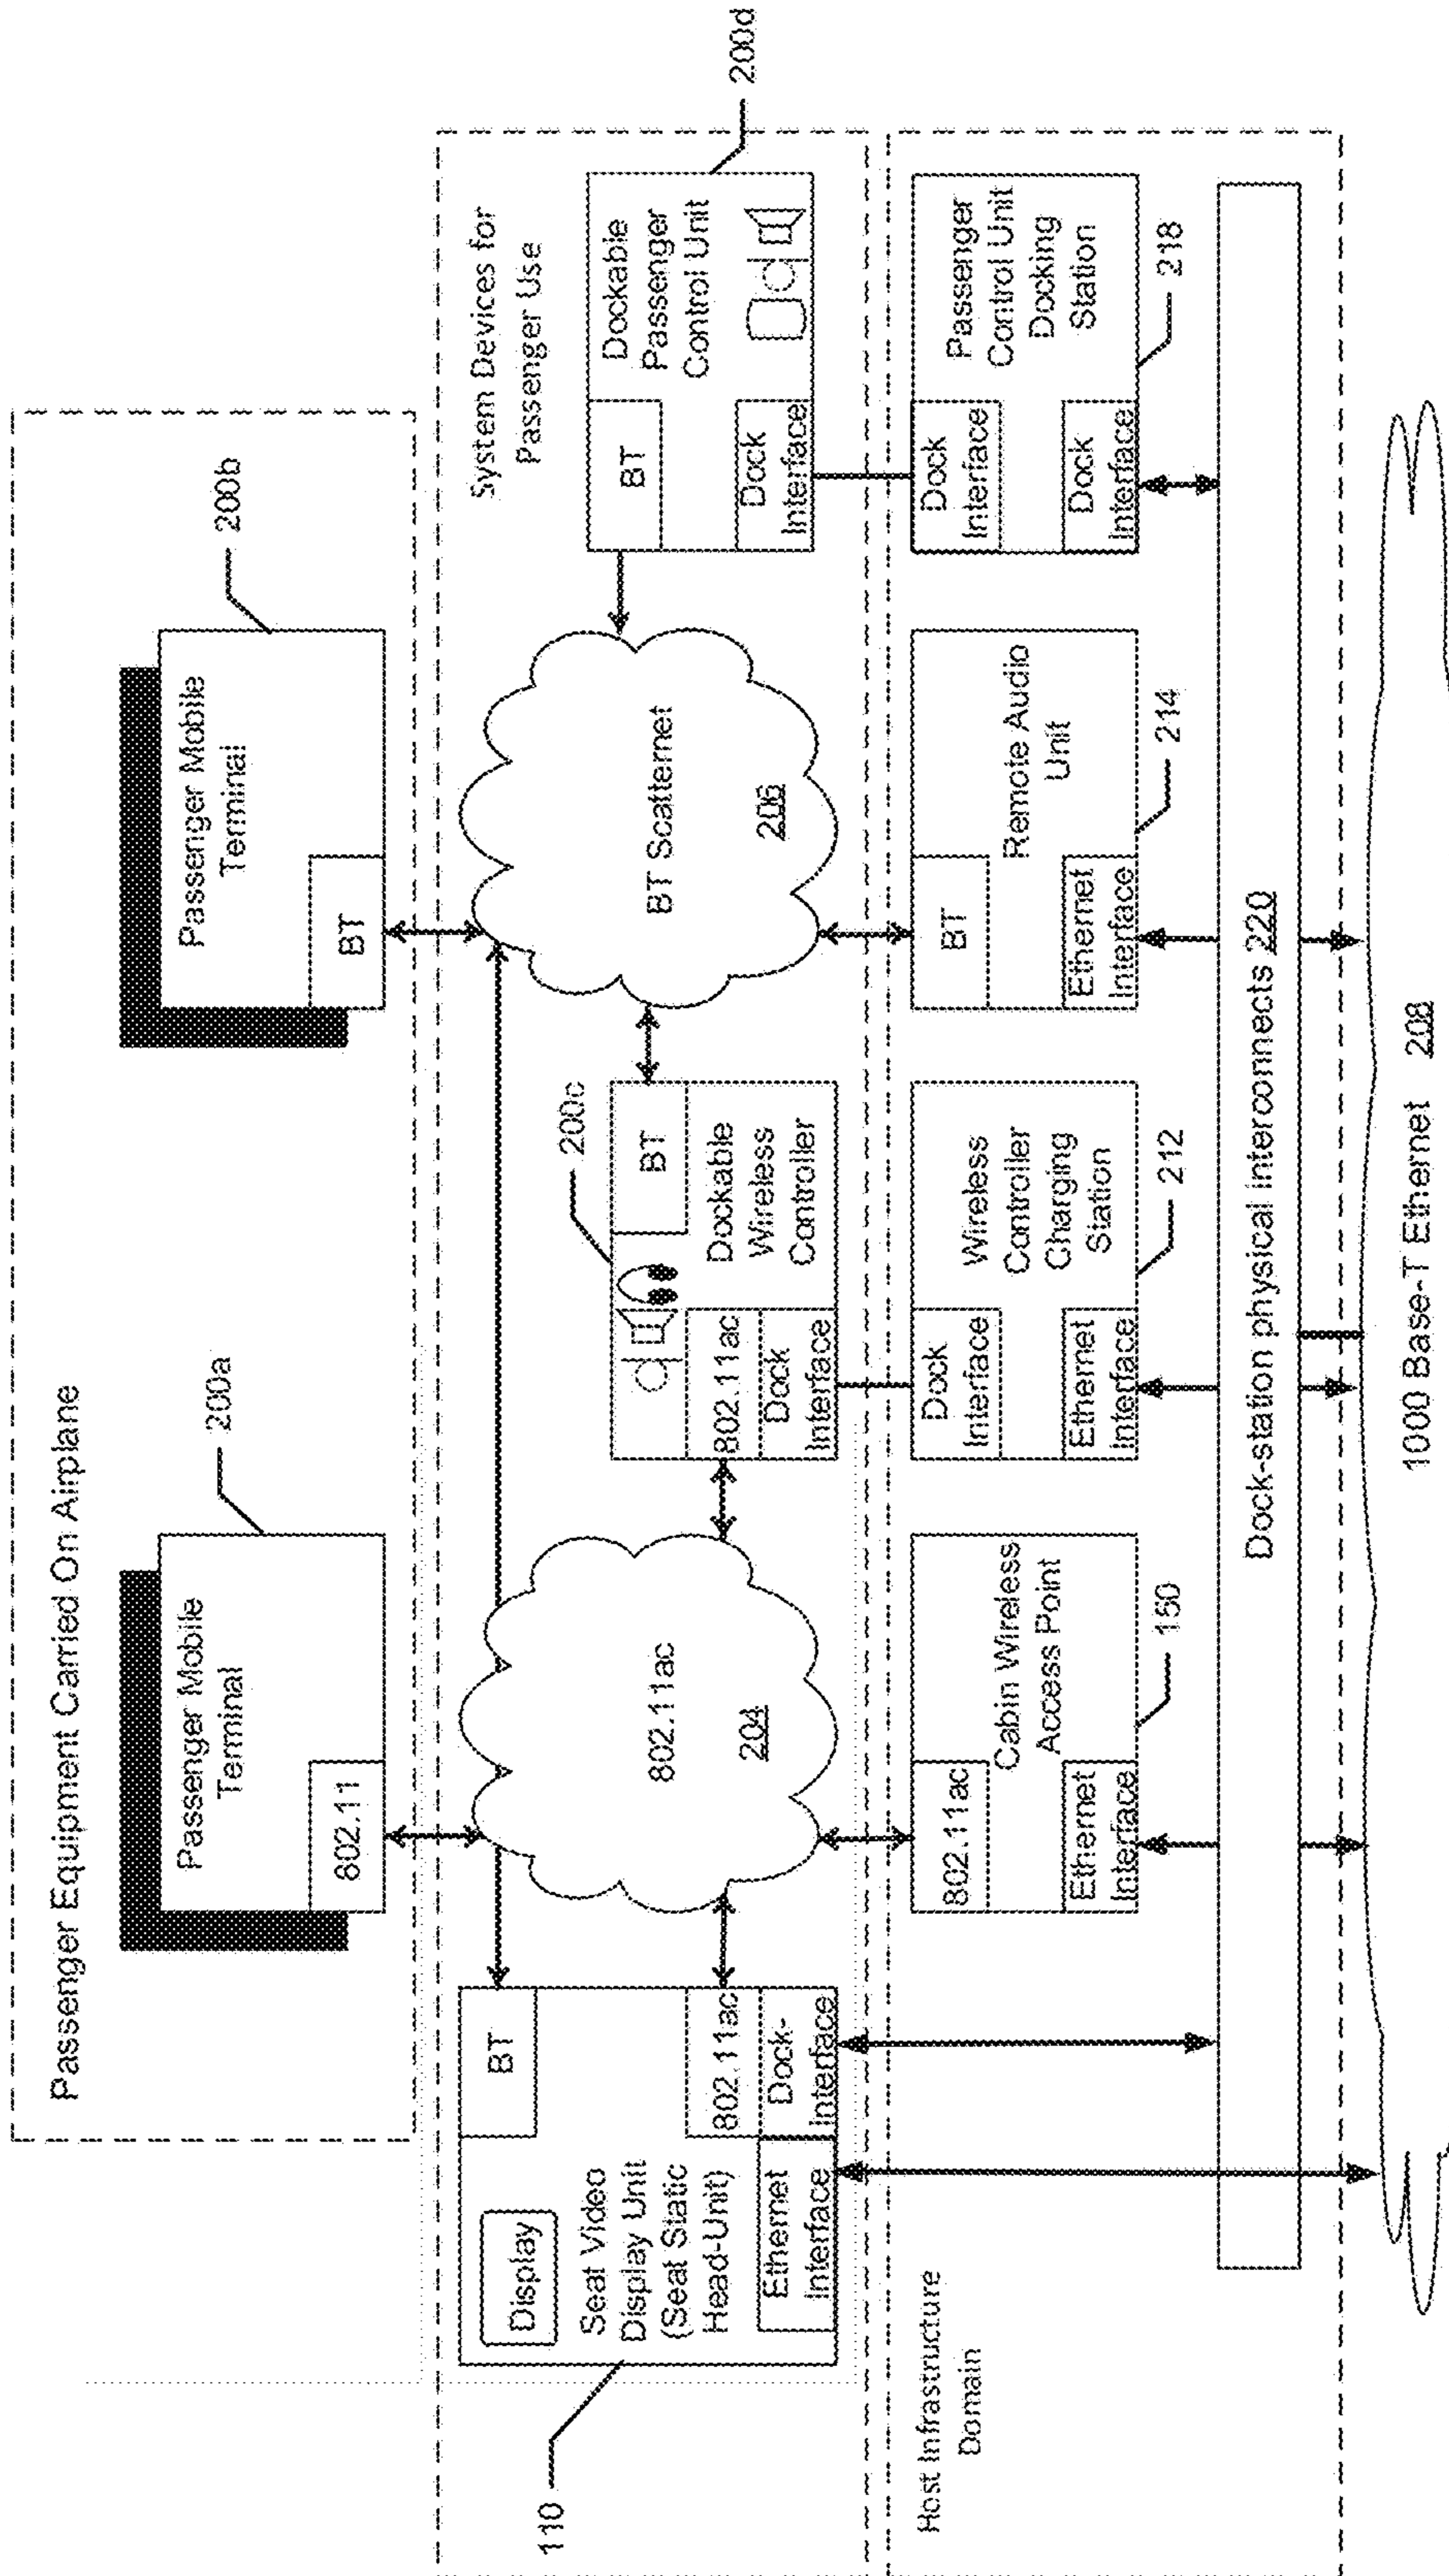 Passenger Equipment Carried On Airplane
Passenger Mobile
Terminal
802.11
200a
Passenger Mobile
Terminal
BT
200b
System Devices for
Passenger Use
110
Display
Seat Video
Display Unit
(Seat Static
Head-Unit)
BT
802.11ac
Dock-
Interface
Ethernet
Interface
802.11ac
204
200c
BT
802.11ac
Dock
Interface
Dockable
Wireless
Controller
BT Scatternet
206
BT
Dock
Interface
Dockable
Passenger
Control Unit
200d
Host Infrastructure
Domain
802.11ac
Cabin Wireless
Access Point
Ethernet
Interface
150
Dock
Interface
Wireless
Controller
Charging
Station
Ethernet
Interface
212
BT
Remote Audio
Unit
Ethernet
Interface
214
Dock
Interface
Passenger
Control Unit
Docking
Station
Dock
Interface
218
Dock-station physical interconnects 220
1000 Base-T Ethernet 208